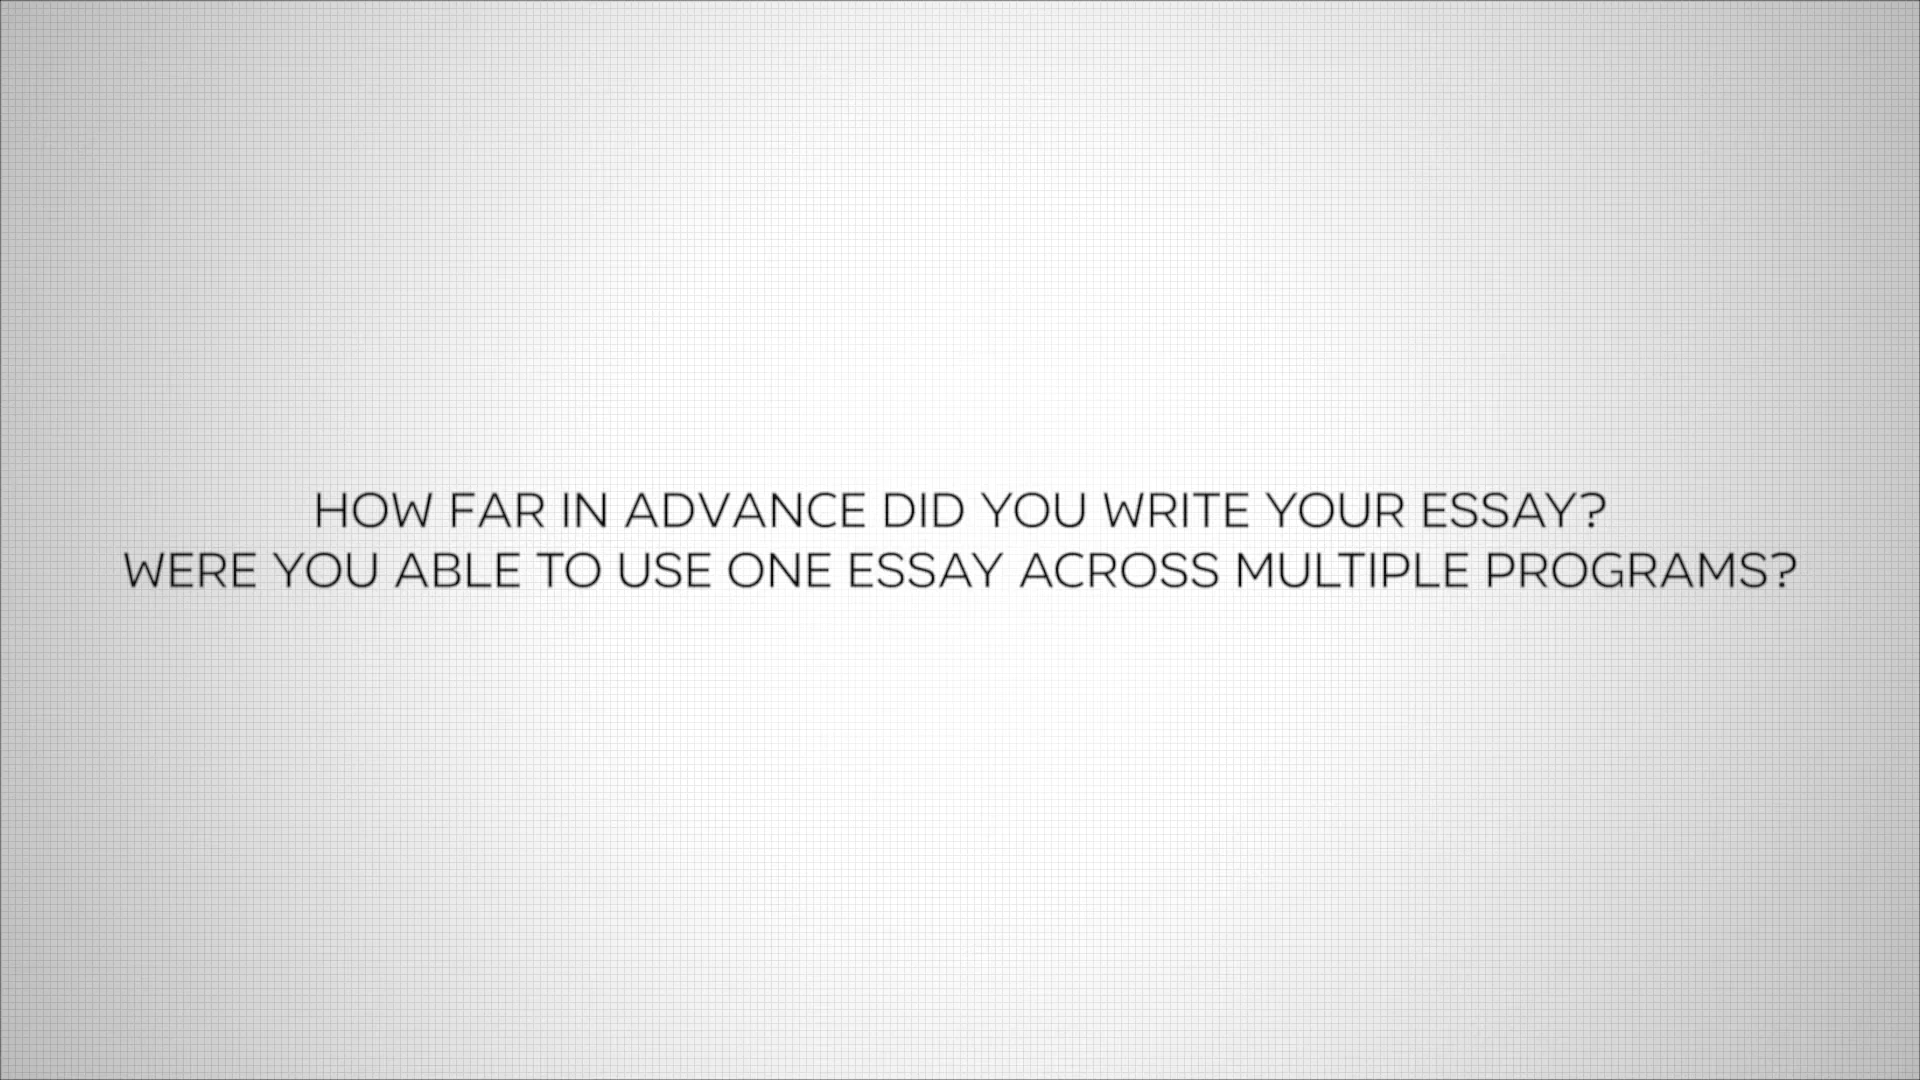 HOW FAR IN ADVANCE DID YOU WRITE YOUR ESSAY?
WERE YOU ABLE TO USE ONE ESSAY ACROSS MULTIPLE PROGRAMS?